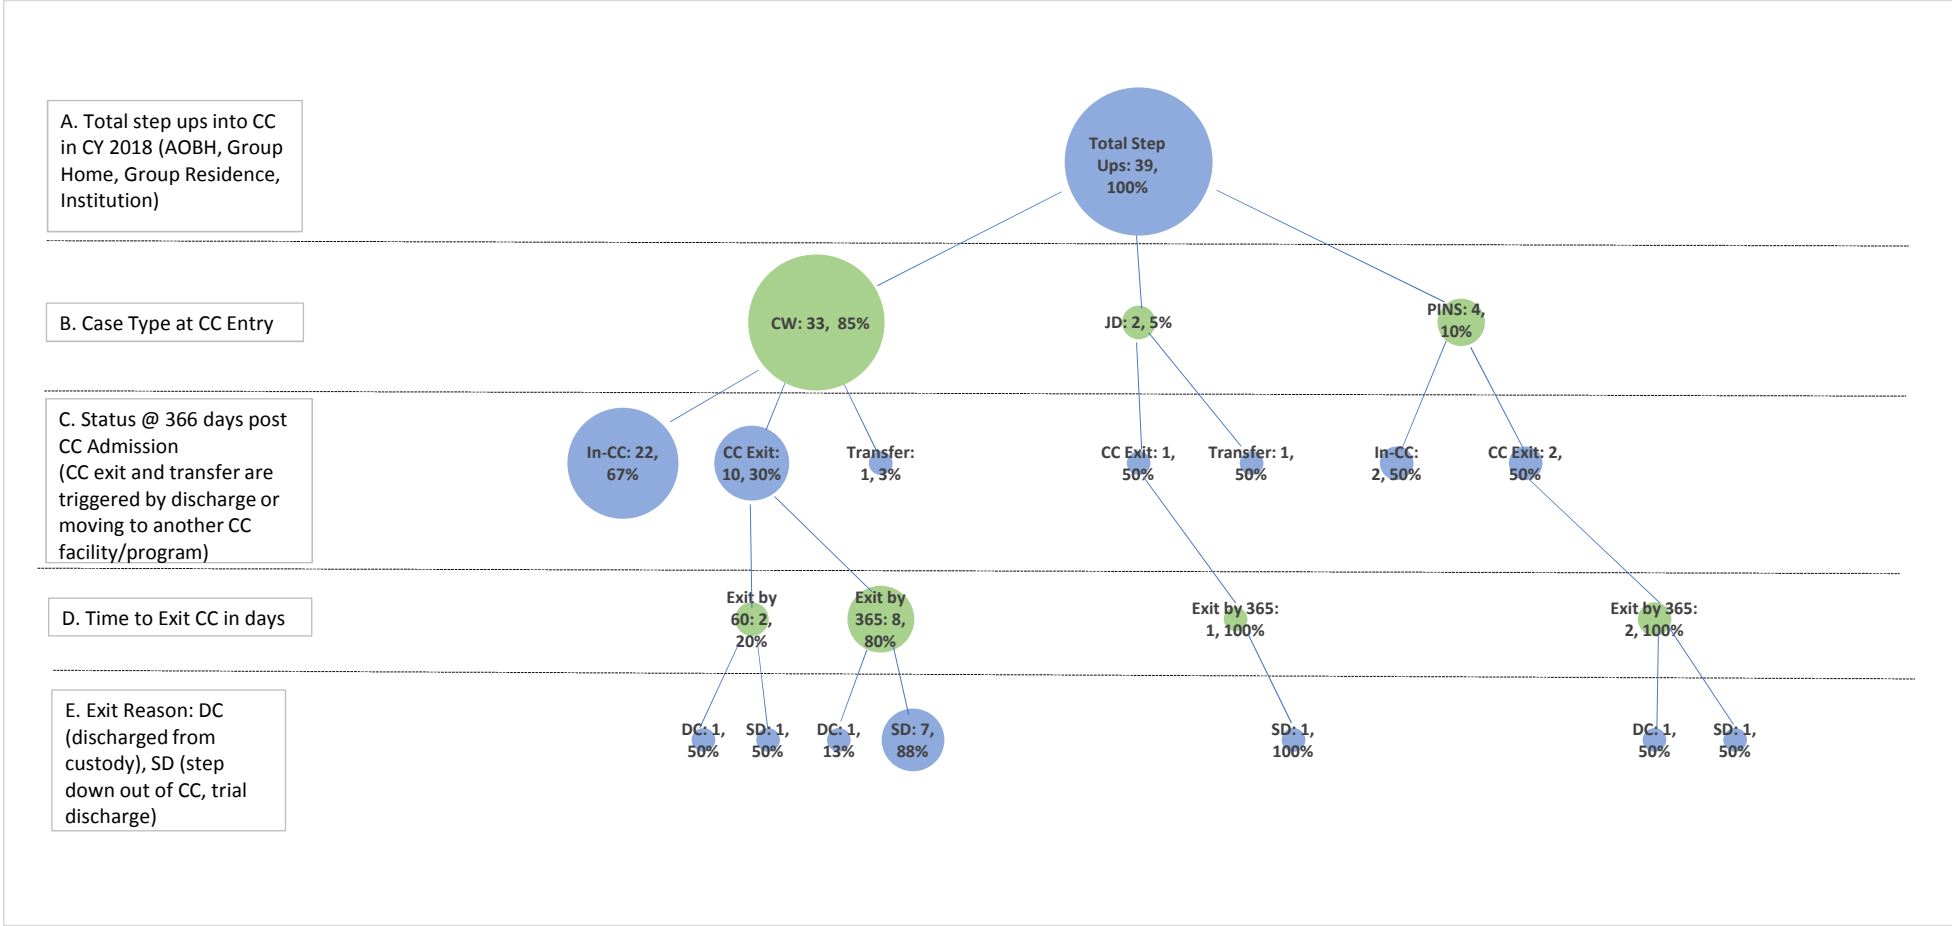 A. Total step ups into CC
in CY 2018 (AOBH, Group
Home, Group Residence,
Institution)
Total Step
Ups: 39,
100%
B. Case Type at CC Entry
CW: 33, 85%
JD: 2, 5%
PINS: 4,
10%
C. Status @ 366 days post
CC Admission
(CC exit and transfer are
triggered by discharge or
moving to another CC
facility/program)
In-CC: 22,
67%
CC Exit:
10, 30%
Transfer:
1, 3%
CC Exit: 1,
50%
Transfer: 1,
50%
In-CC:
2, 50%
CC Exit: 2,
50%
D. Time to Exit CC in days
Exit by
60: 2,
20%
Exit by
365: 8,
80%
Exit by 365:
1, 100%
Exit by 365:
2, 100%
E. Exit Reason: DC
(discharged from
custody), SD (step
down out of CC, trial
discharge)
DC: 1,
50%
SD: 1,
50%
DC: 1,
13%
SD: 7,
88%
SD: 1,
100%
DC: 1,
50%
SD: 1,
50%